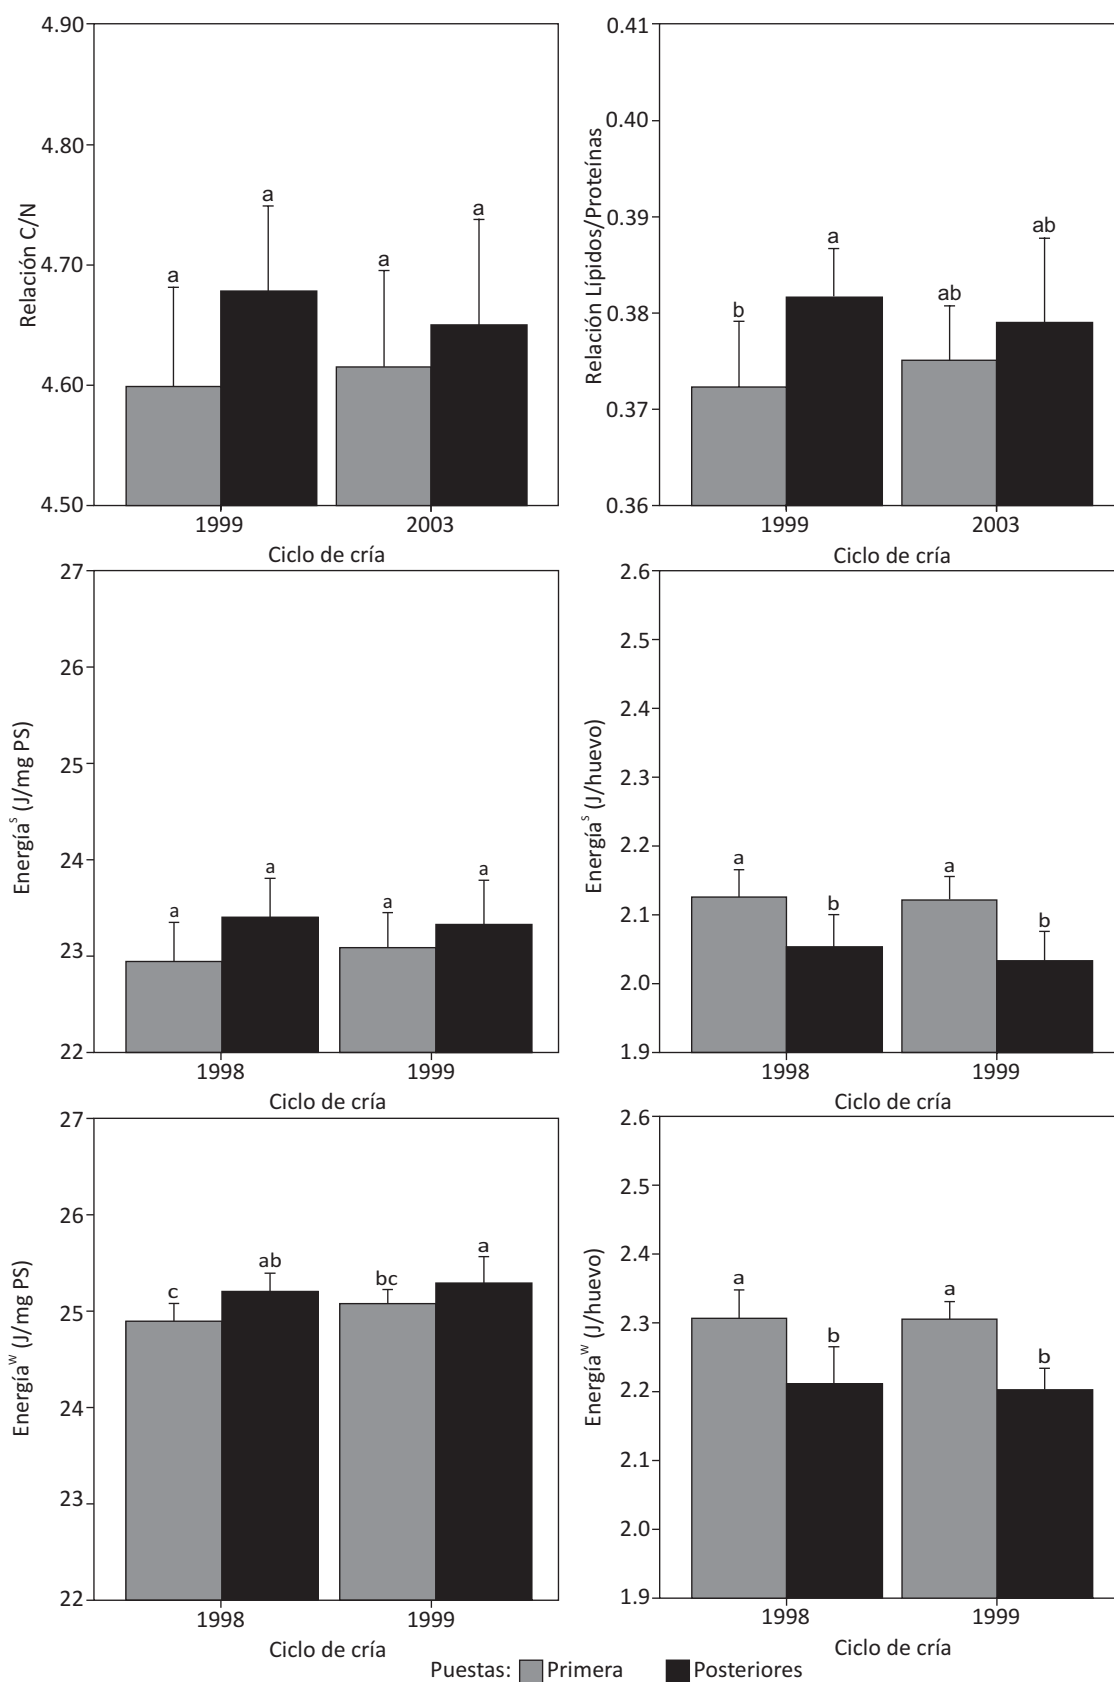 4.90
4.80
4.70
4.60
4.50
Relación C/N
a
a
a
a
1999
2003
Ciclo de cría
0.41
0.40
0.39
0.38
0.37
0.36
Relación Lípidos/Proteínas
b
a
ab
ab
1999
2003
Ciclo de cría
27
26
25
24
23
22
Energíaˢ (J/mg PS)
a
a
a
a
1998
1999
Ciclo de cría
2.6
2.5
2.4
2.3
2.2
2.1
2.0
1.9
Energíaˢ (J/huevo)
a
b
a
b
1998
1999
Ciclo de cría
27
26
25
24
23
22
Energíaᵂ (J/mg PS)
c
ab
bc
a
1998
1999
Ciclo de cría
2.6
2.5
2.4
2.3
2.2
2.1
2.0
1.9
Energíaᵂ (J/huevo)
a
b
a
b
1998
1999
Ciclo de cría
Puestas: Primera Posteriores